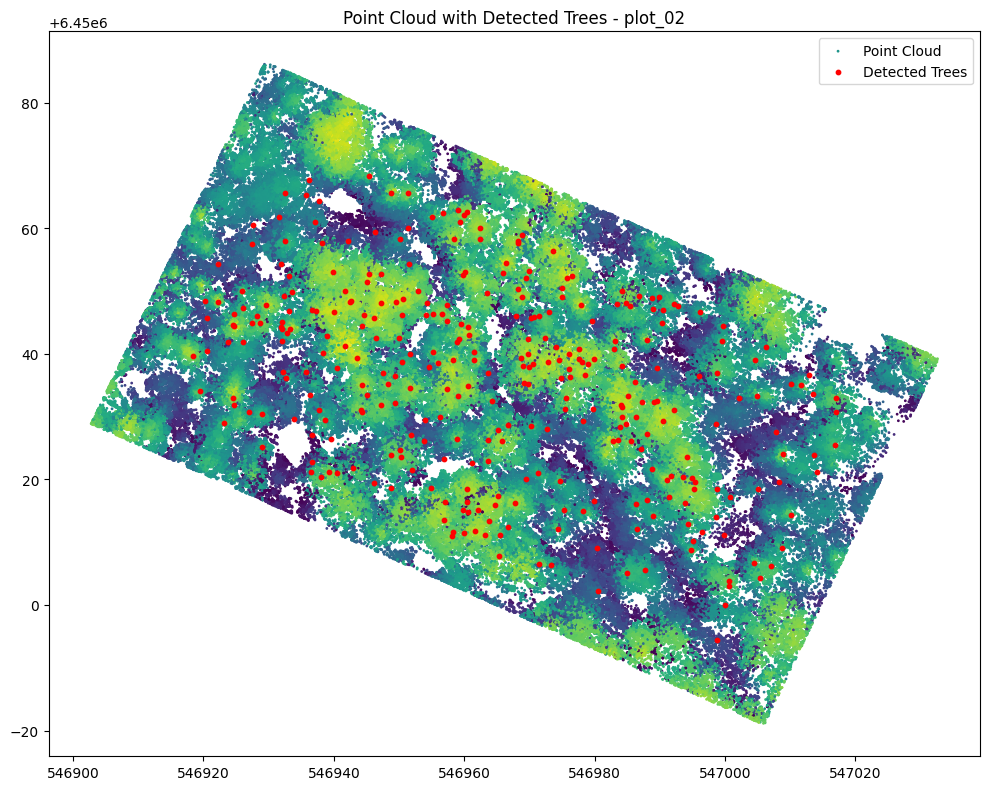 Point Cloud with Detected Trees - plot_02
+6.45e6
Point Cloud
Detected Trees
80
60
40
20
0
−20
546900 546920 546940 546960 546980 547000 547020